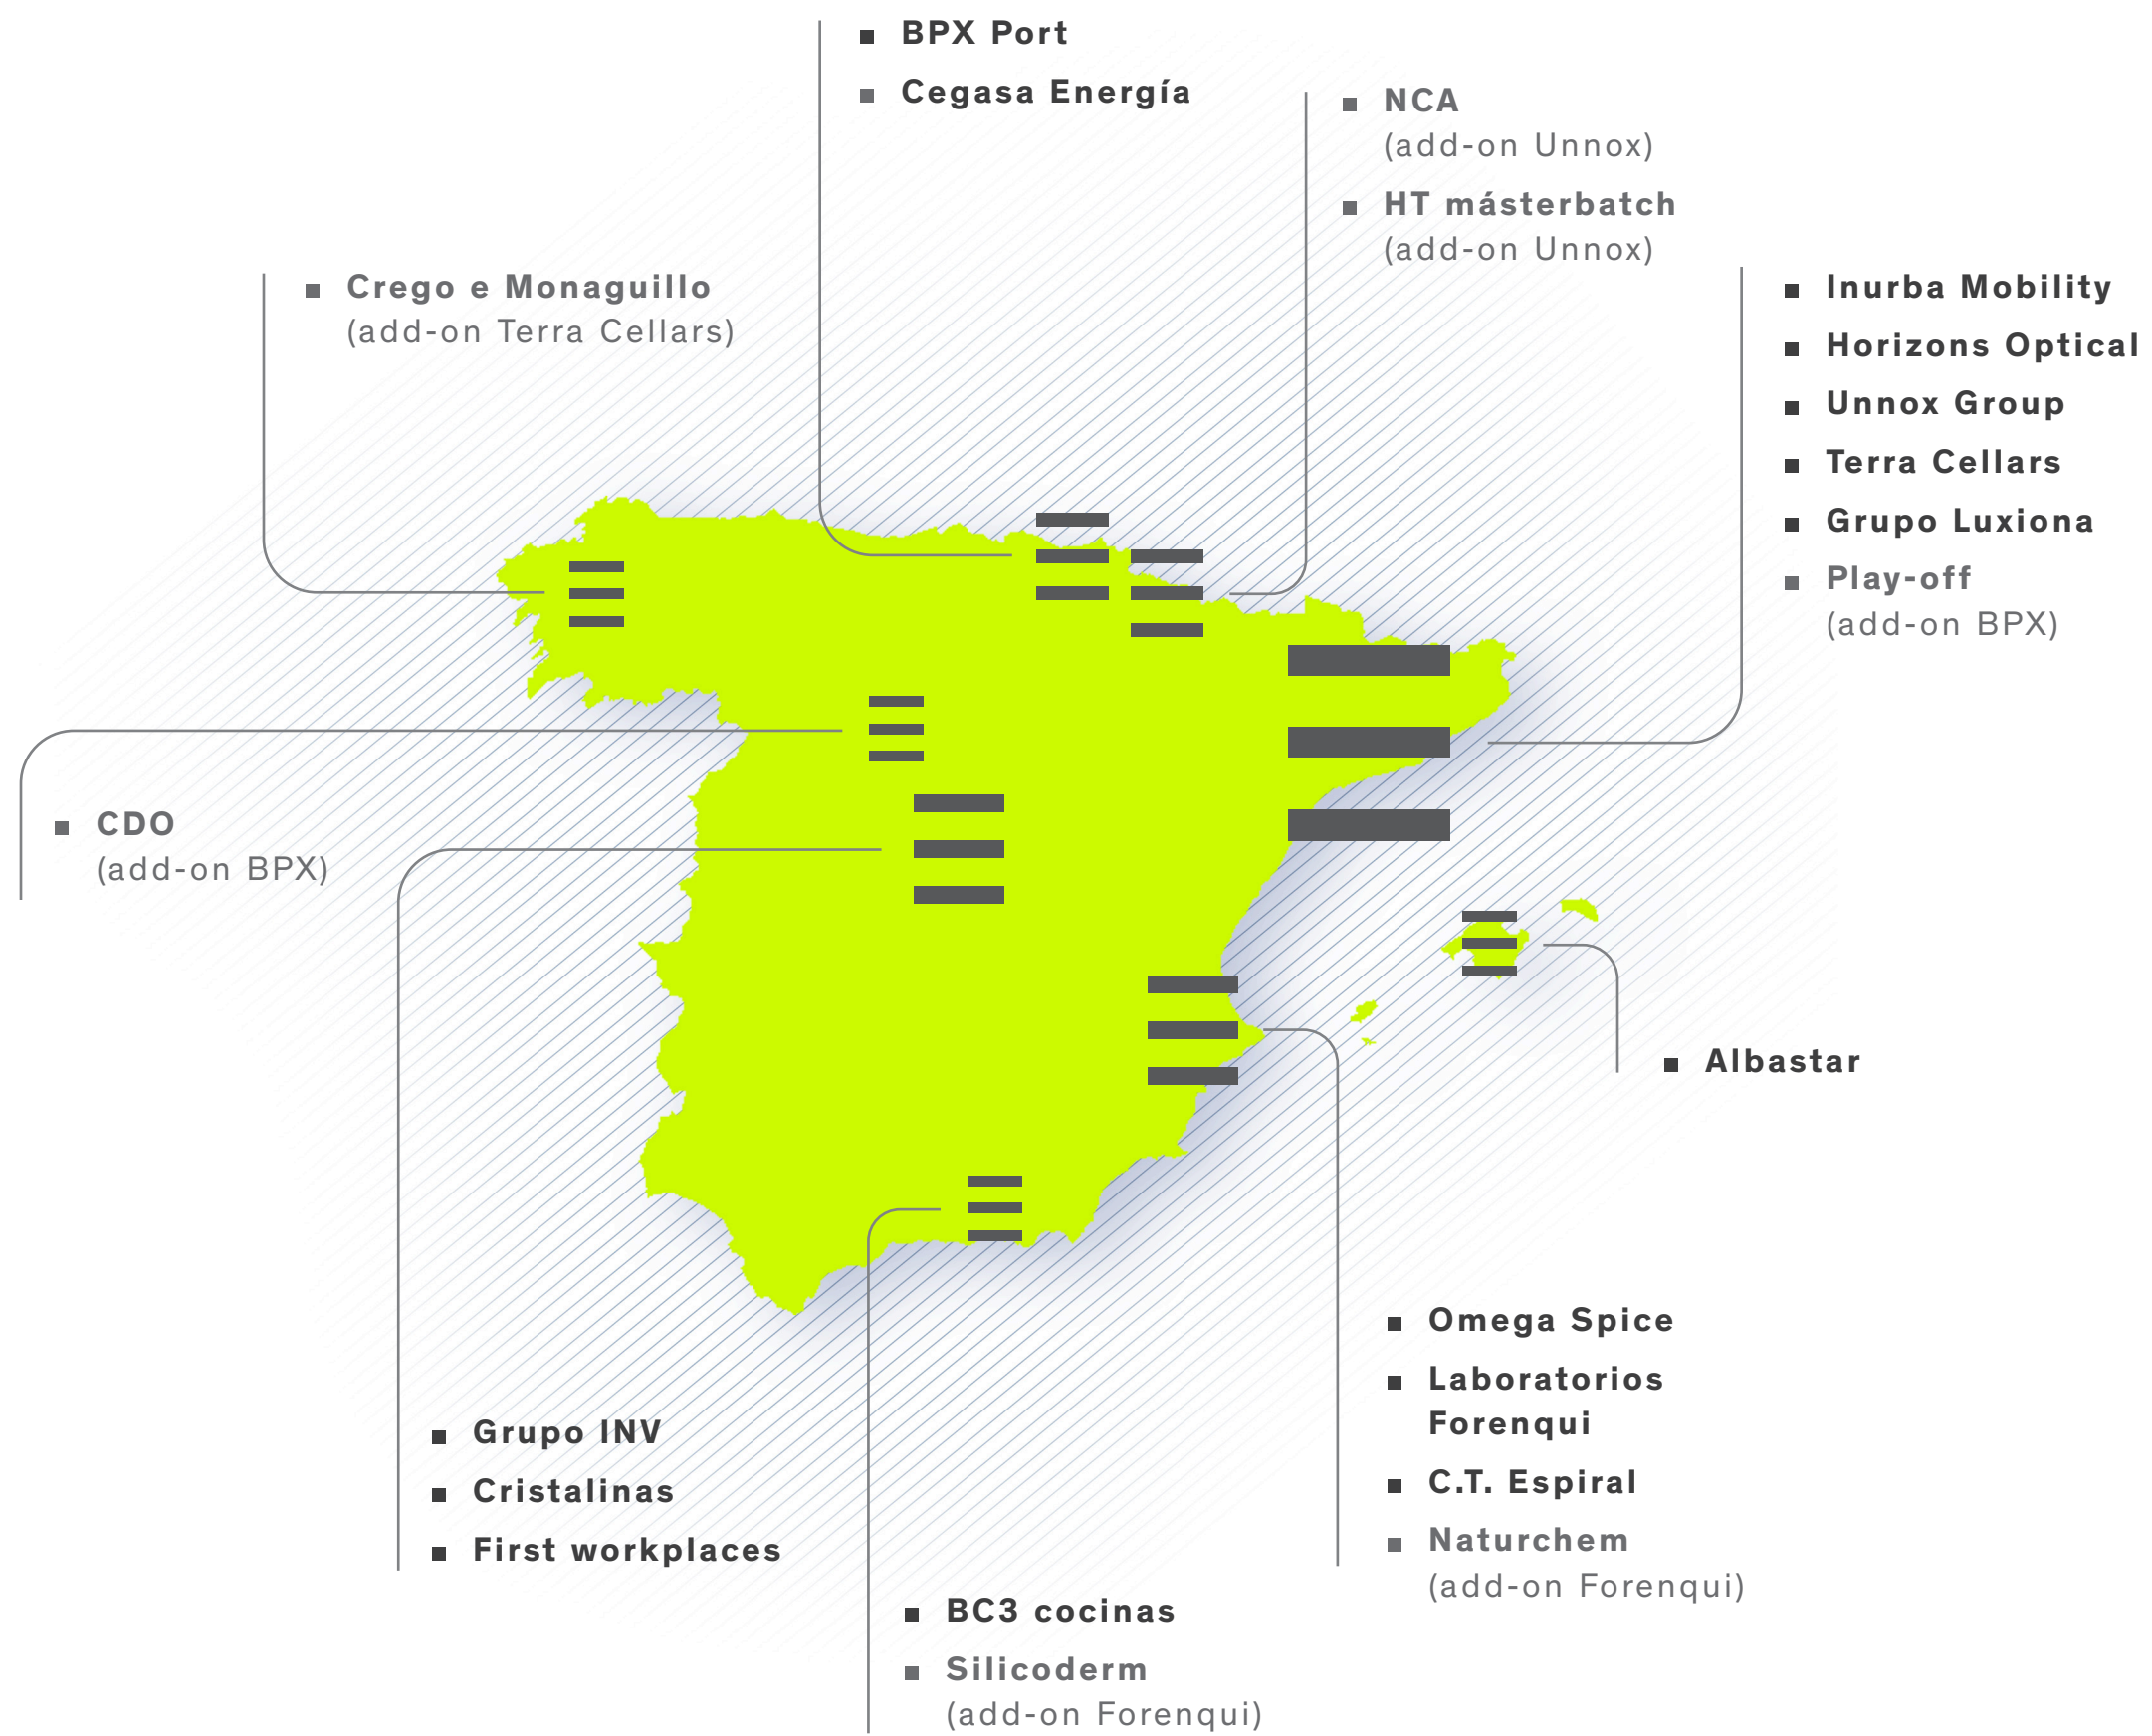 BPX Port
Cegasa Energía
NCA
(add-on Unnox)
HT másterbatch
(add-on Unnox)
Crego e Monaguillo
(add-on Terra Cellars)
Inurba Mobility
Horizons Optical
Unnox Group
Terra Cellars
Grupo Luxiona
Play-off
(add-on BPX)
CDO
(add-on BPX)
Albastar
Omega Spice
Laboratorios
Forenqui
C.T. Espiral
Naturchem
(add-on Forenqui)
Grupo INV
Cristalinas
First workplaces
BC3 cocinas
Silicoderm
(add-on Forenqui)